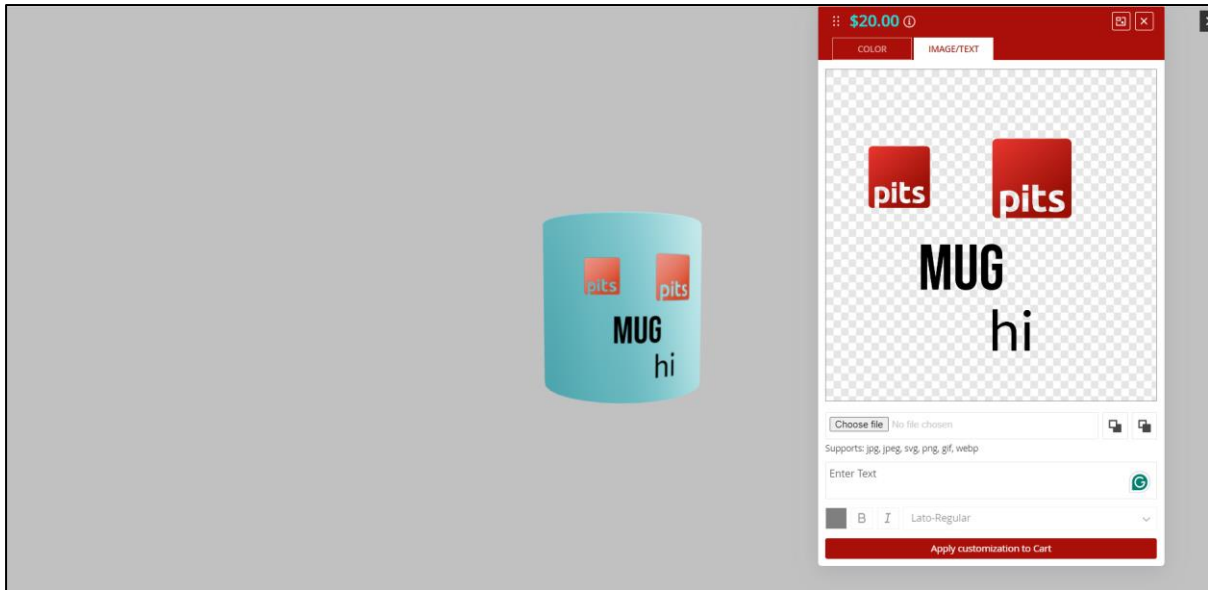 $20.00
COLOR
IMAGE/TEXT
pits
pits
MUG
hi
pits
pits
MUG
hi
Choose file No file chosen
Supports: jpg, jpeg, svg, png, gif, webp
Enter Text
B I Lato-Regular
Apply customization to Cart